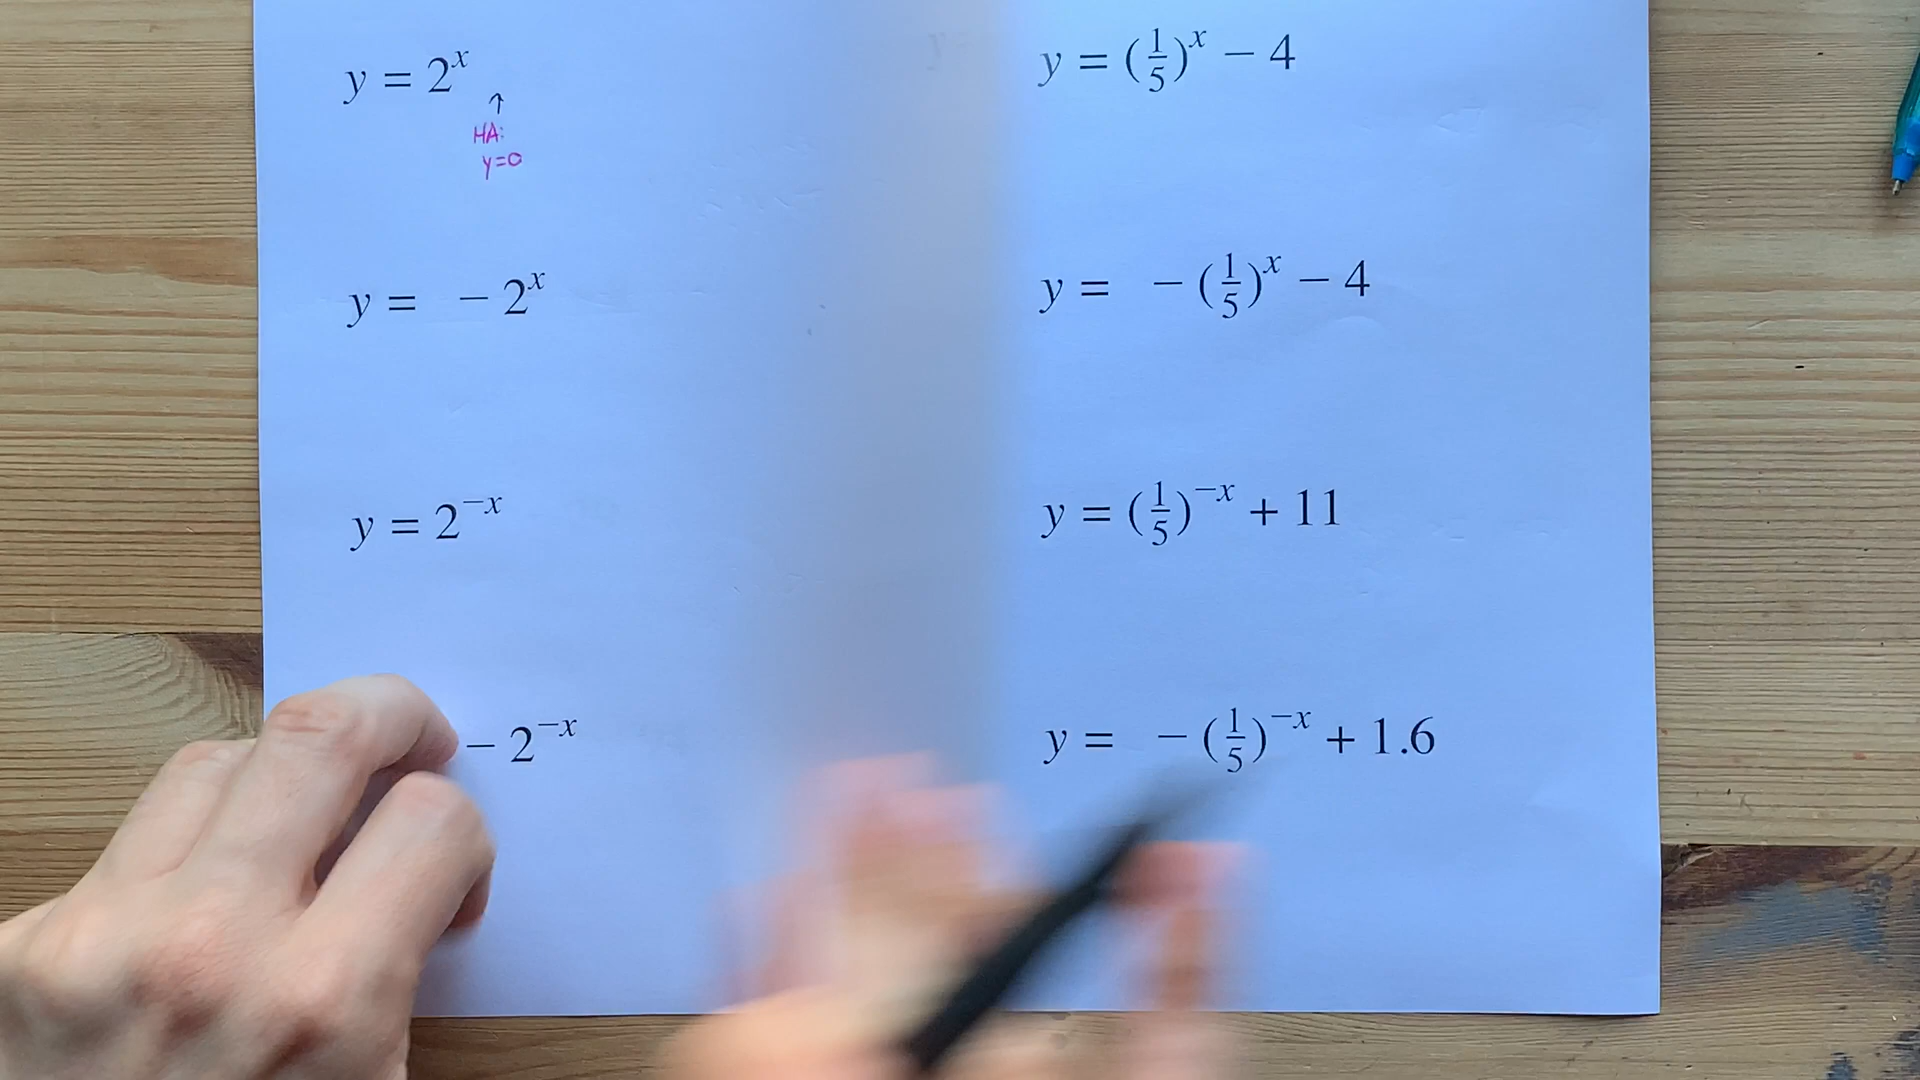 y = 2^x
↑
HA:
y=0
y = − 2^x
y = 2^{−x}
− 2^{−x}
y = (1/5)^x − 4
y = − (1/5)^x − 4
y = (1/5)^{−x} + 11
y = − (1/5)^{−x} + 1.6